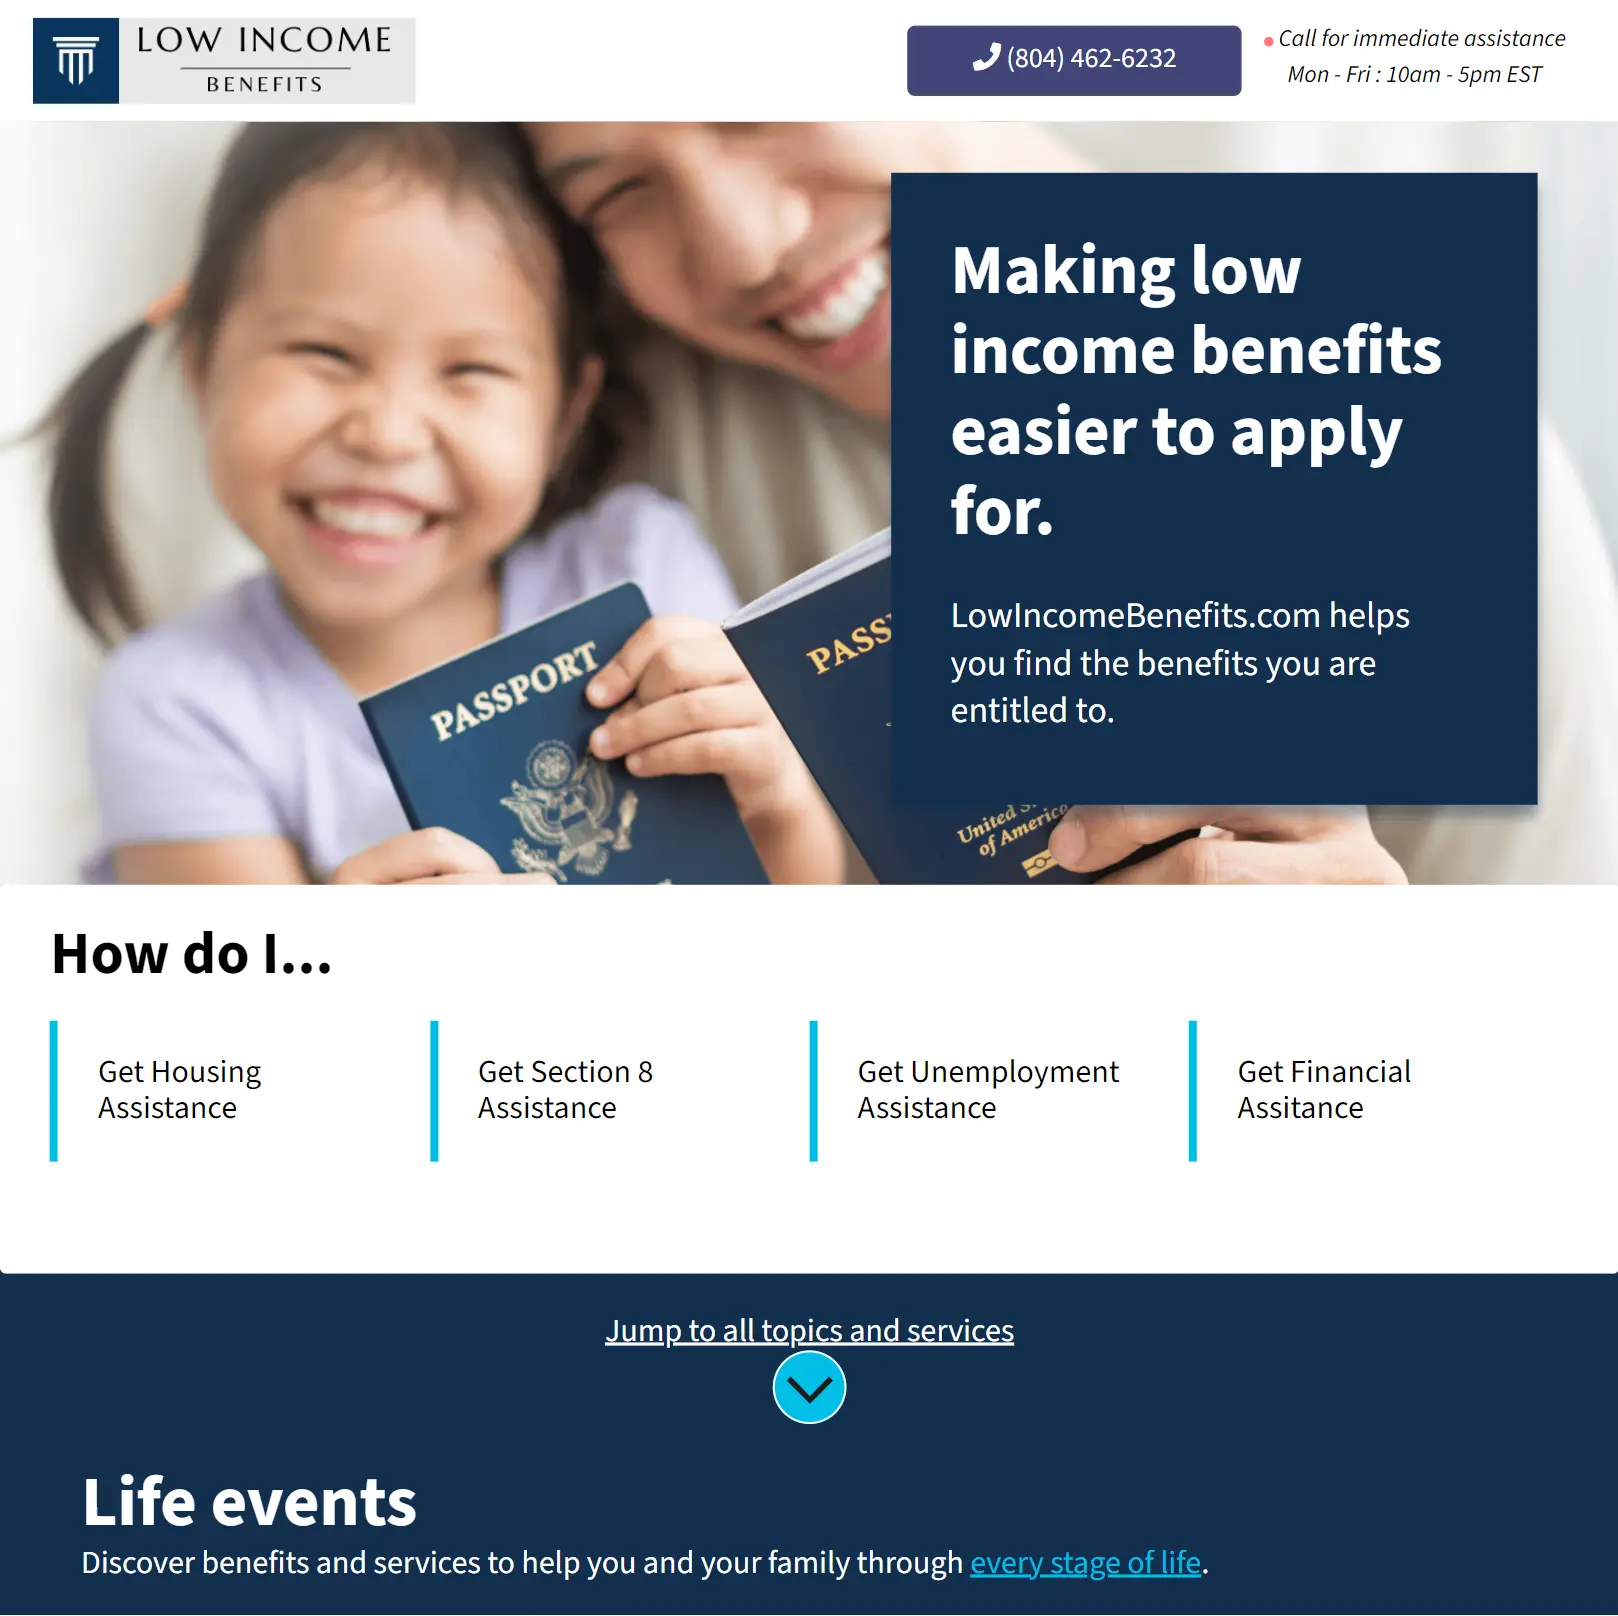 LOW INCOME
BENEFITS
(804) 462-6232
Call for immediate assistance
Mon - Fri : 10am - 5pm EST
Making low
income benefits
easier to apply
for.
LowIncomeBenefits.com helps
you find the benefits you are
entitled to.
PASSPORT
PASS
United S
of America
How do I...
Get Housing
Assistance
Get Section 8
Assistance
Get Unemployment
Assistance
Get Financial
Assitance
Jump to all topics and services
Life events
Discover benefits and services to help you and your family through every stage of life.